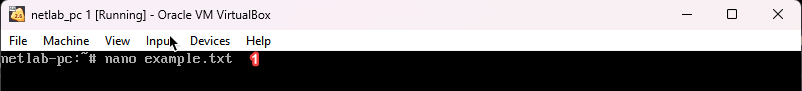 netlab_pc 1 [Running] - Oracle VM VirtualBox
File Machine View Input Devices Help
netlab-pc:~# nano example.txt 1